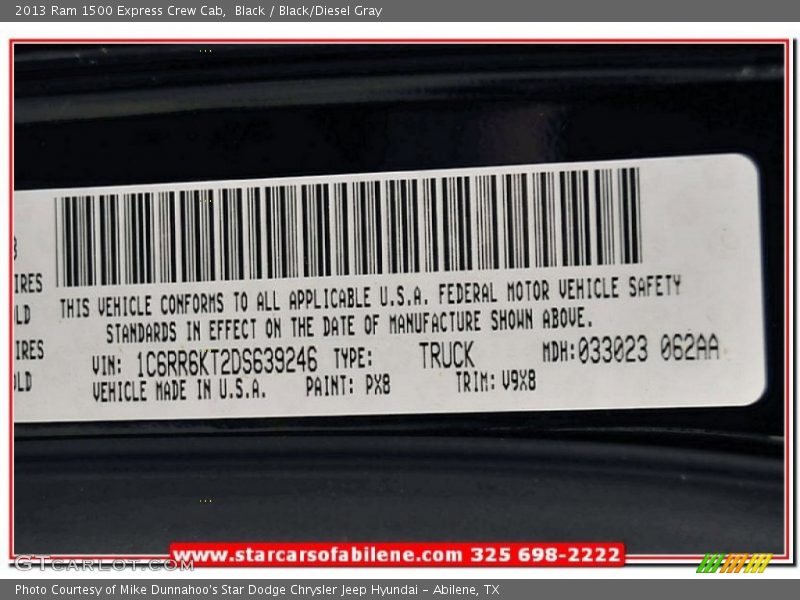 2013 Ram 1500 Express Crew Cab,  Black / Black/Diesel Gray
IRES
LD
IRES
LD
THIS VEHICLE CONFORMS TO ALL APPLICABLE U.S.A. FEDERAL MOTOR VEHICLE SAFETY
STANDARDS IN EFFECT ON THE DATE OF MANUFACTURE SHOWN ABOVE.
VIN: 1C6RR6KT2DS639246 TYPE: TRUCK MDH:033023 062AA
VEHICLE MADE IN U.S.A. PAINT: PX8 TRIM: V9X8
www.starcarsofabilene.com 325 698-2222
GTCARLOT.COM
Photo Courtesy of Mike Dunnahoo's Star Dodge Chrysler Jeep Hyundai – Abilene, TX